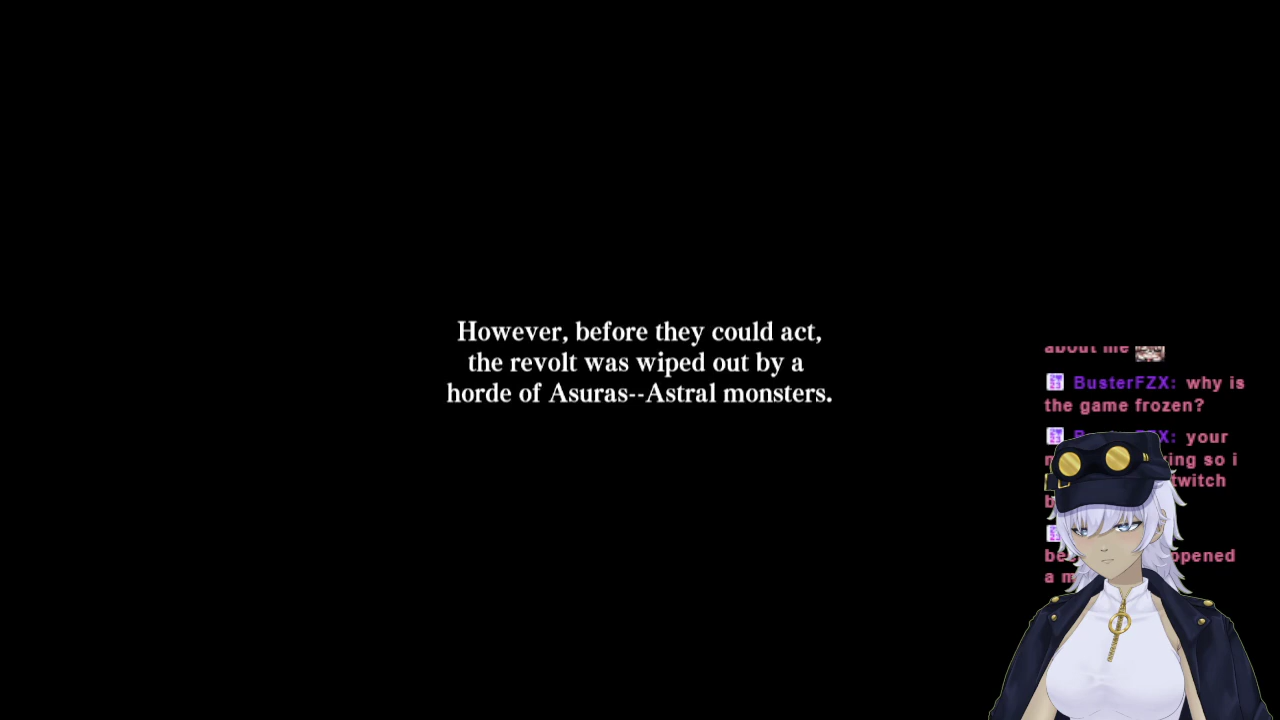 However, before they could act,
the revolt was wiped out by a
horde of Asuras--Astral monsters.
about me
BusterFZX: why is
the game frozen?
your
so i
twitch
opened
a